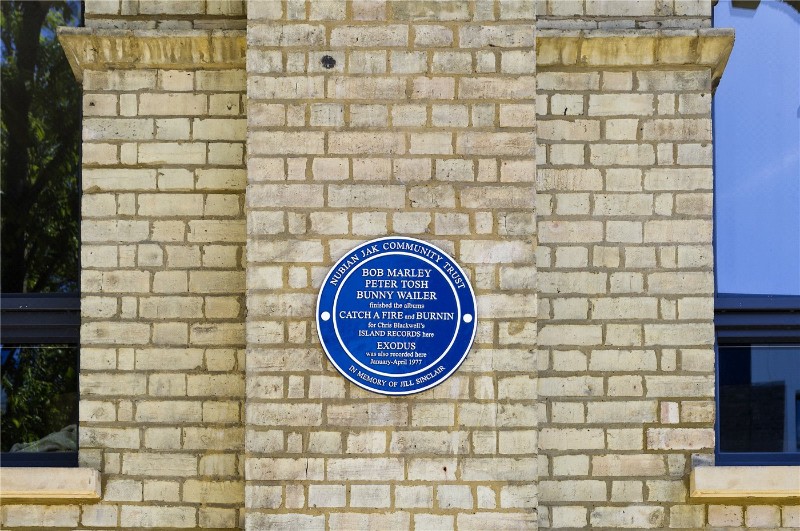 NUBIAN JAK COMMUNITY TRUST
BOB MARLEY
PETER TOSH
BUNNY WAILER
finished the albums
CATCH A FIRE and BURNIN
for Chris Blackwell's
ISLAND RECORDS here
EXODUS
was also recorded here
January-April 1977
IN MEMORY OF JILL SINCLAIR